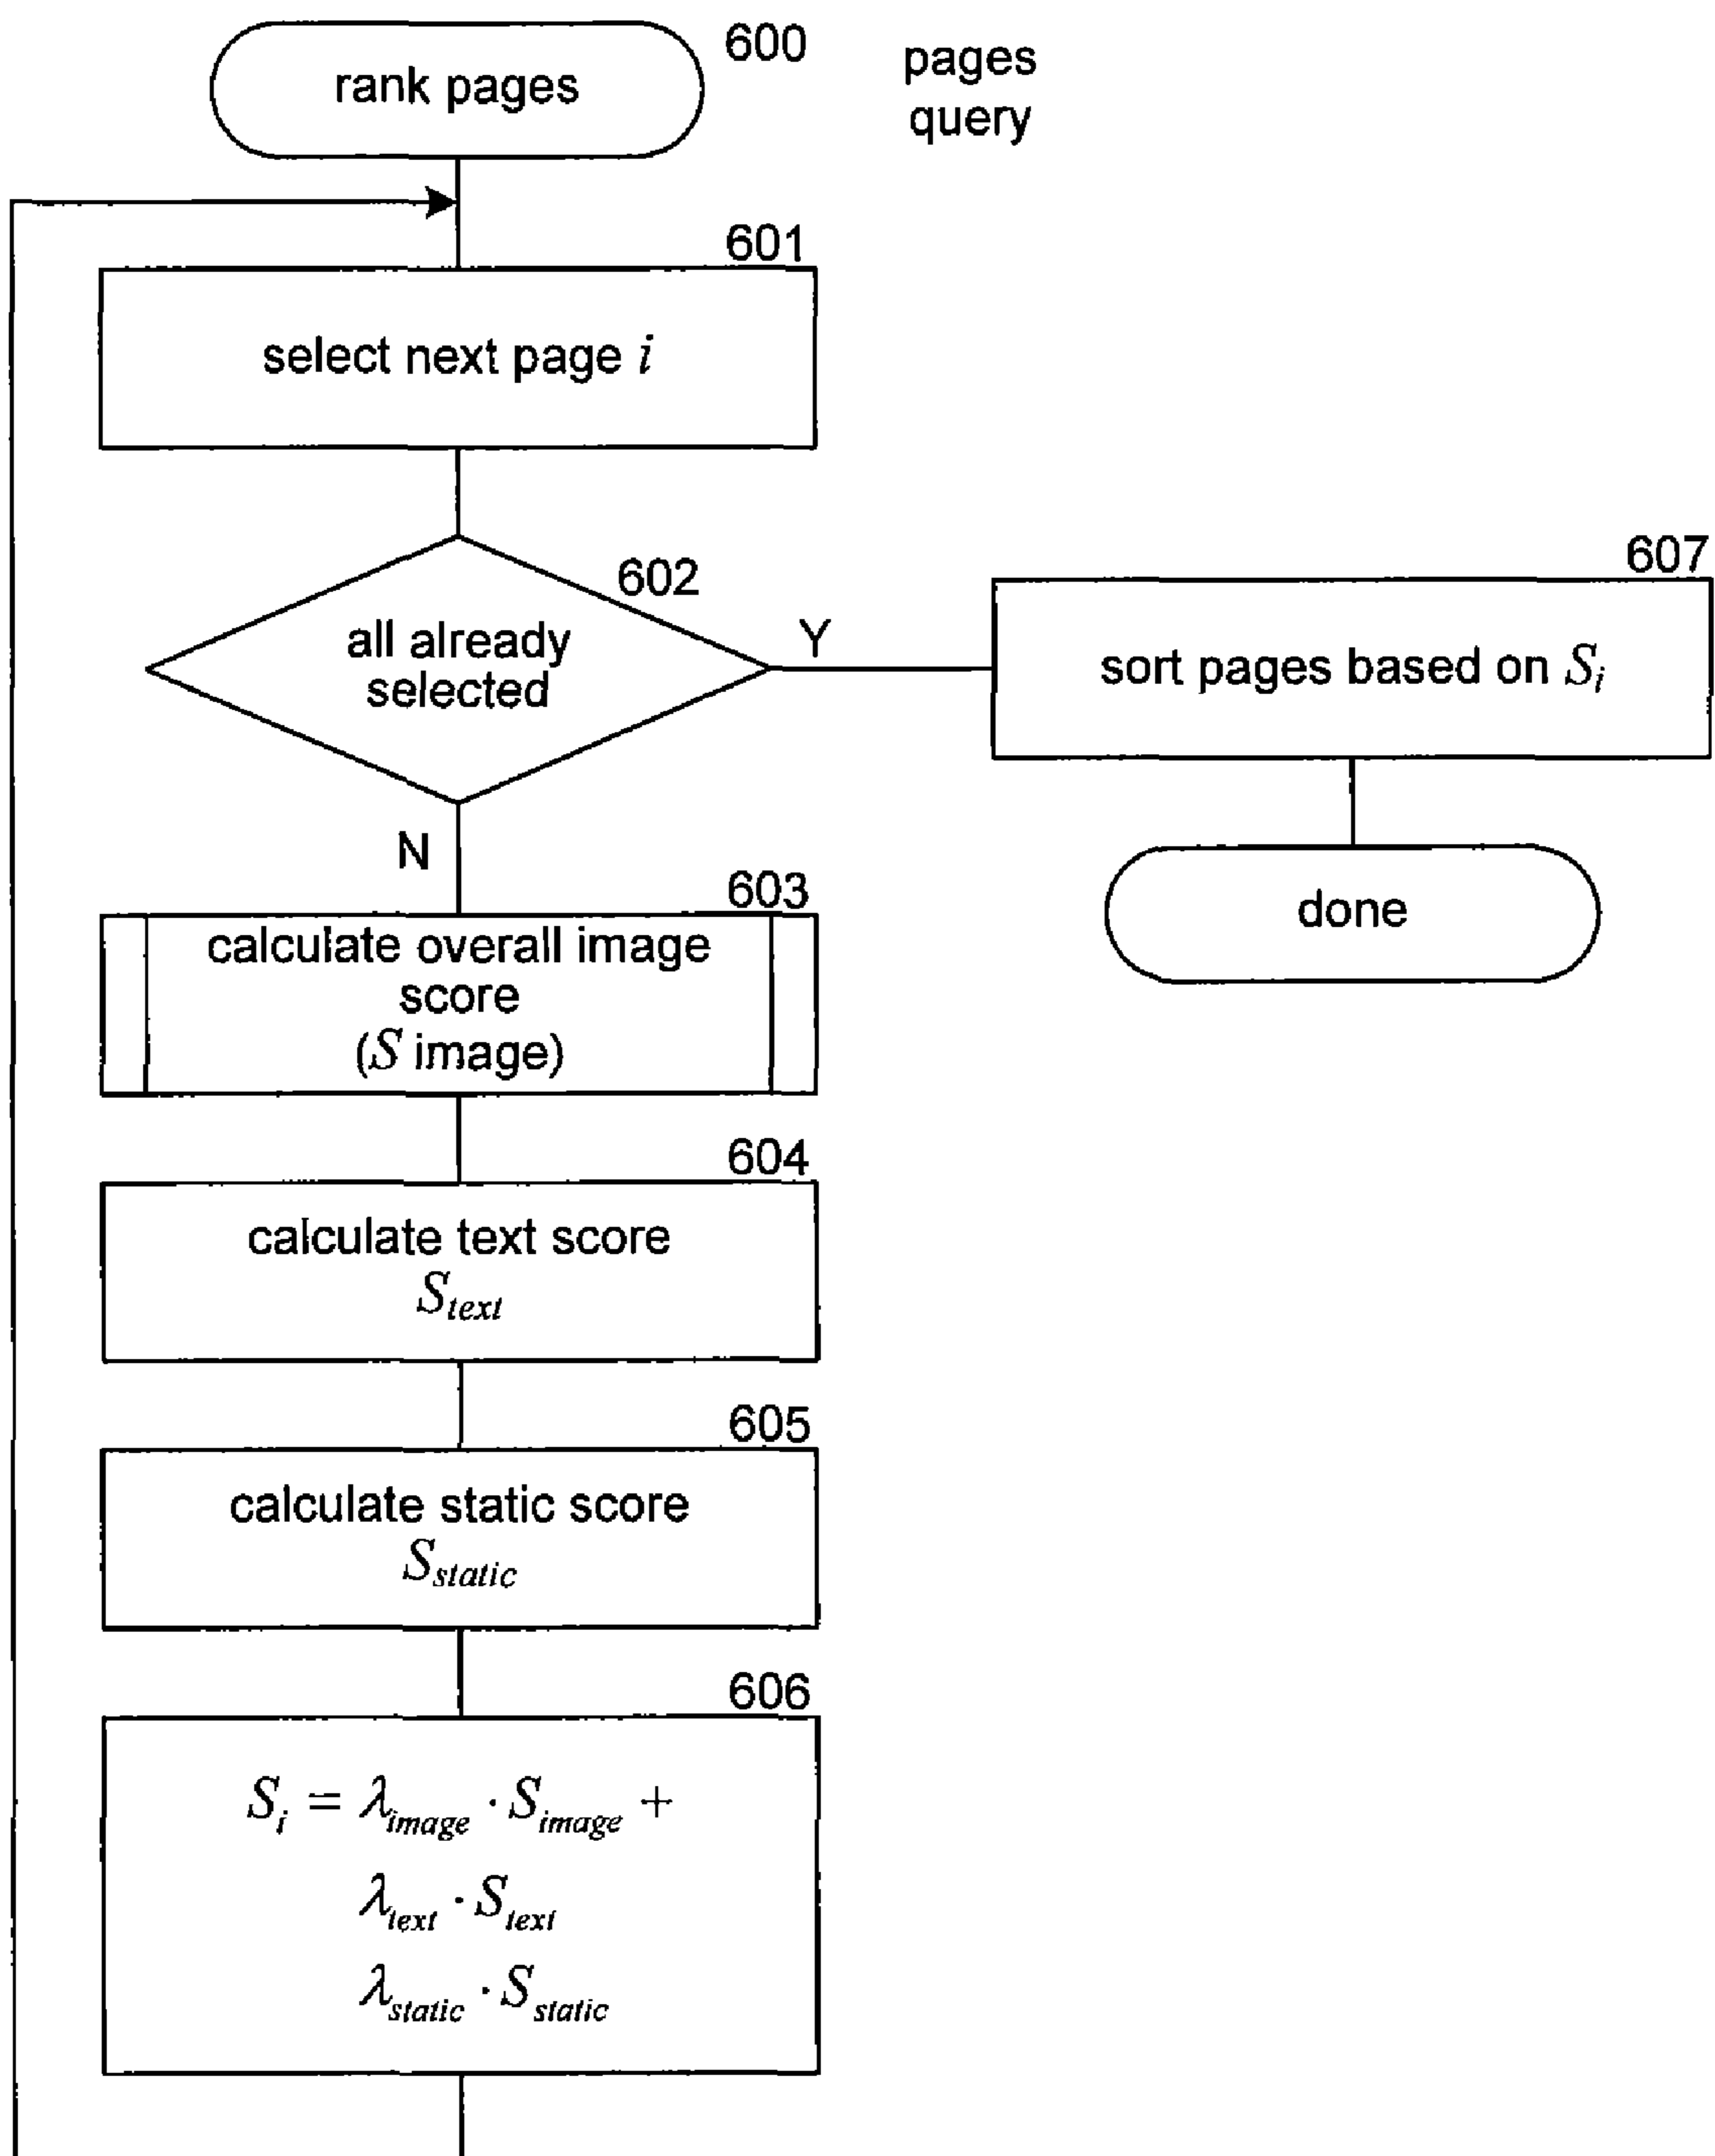 600
rank pages
pages
query
601
select next page i
602
all already
selected
Y
N
607
sort pages based on S_i
done
603
calculate overall image
score
(S image)
604
calculate text score
S_text
605
calculate static score
S_static
606
S_i = λ_image · S_image +
λ_text · S_text
λ_static · S_static